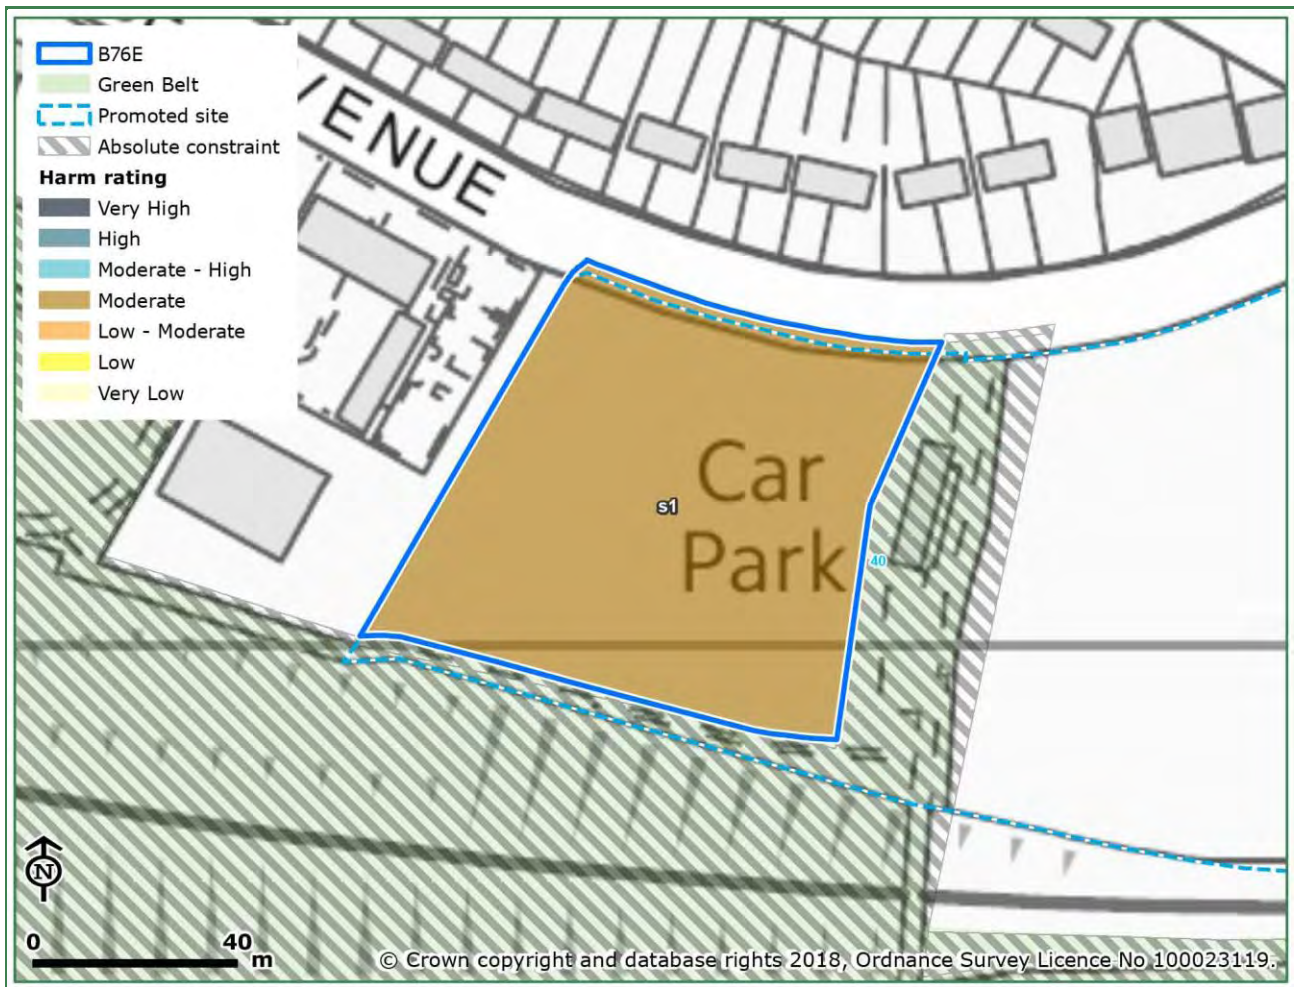 B76E
Green Belt
Promoted site
Absolute constraint
Harm rating
Very High
High
Moderate - High
Moderate
Low - Moderate
Low
Very Low
VENUE
Car
s1
Park
40
N
0 40
m
© Crown copyright and database rights 2018, Ordnance Survey Licence No 100023119.